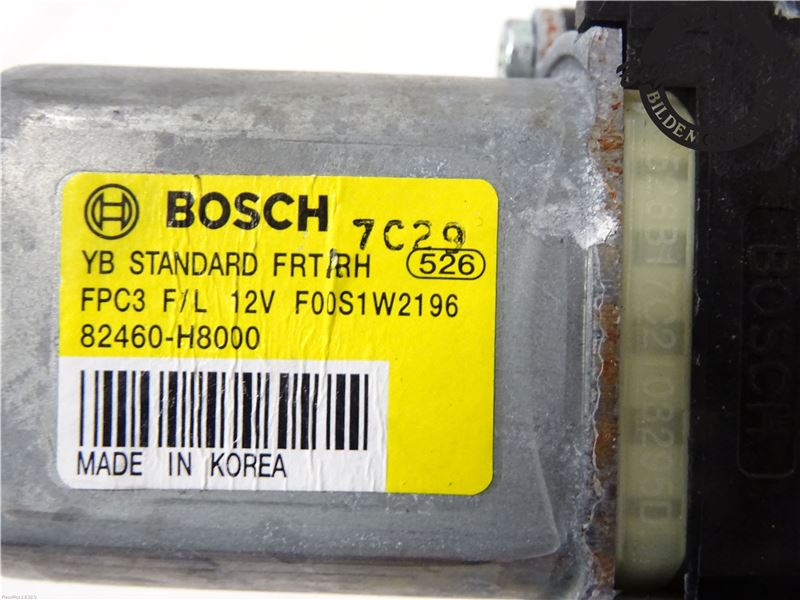 BOSCH 7C29
YB STANDARD FRT/RH 526
FPC3 F/L 12V F00S1W2196
82460-H8000
MADE IN KOREA
BOSCH